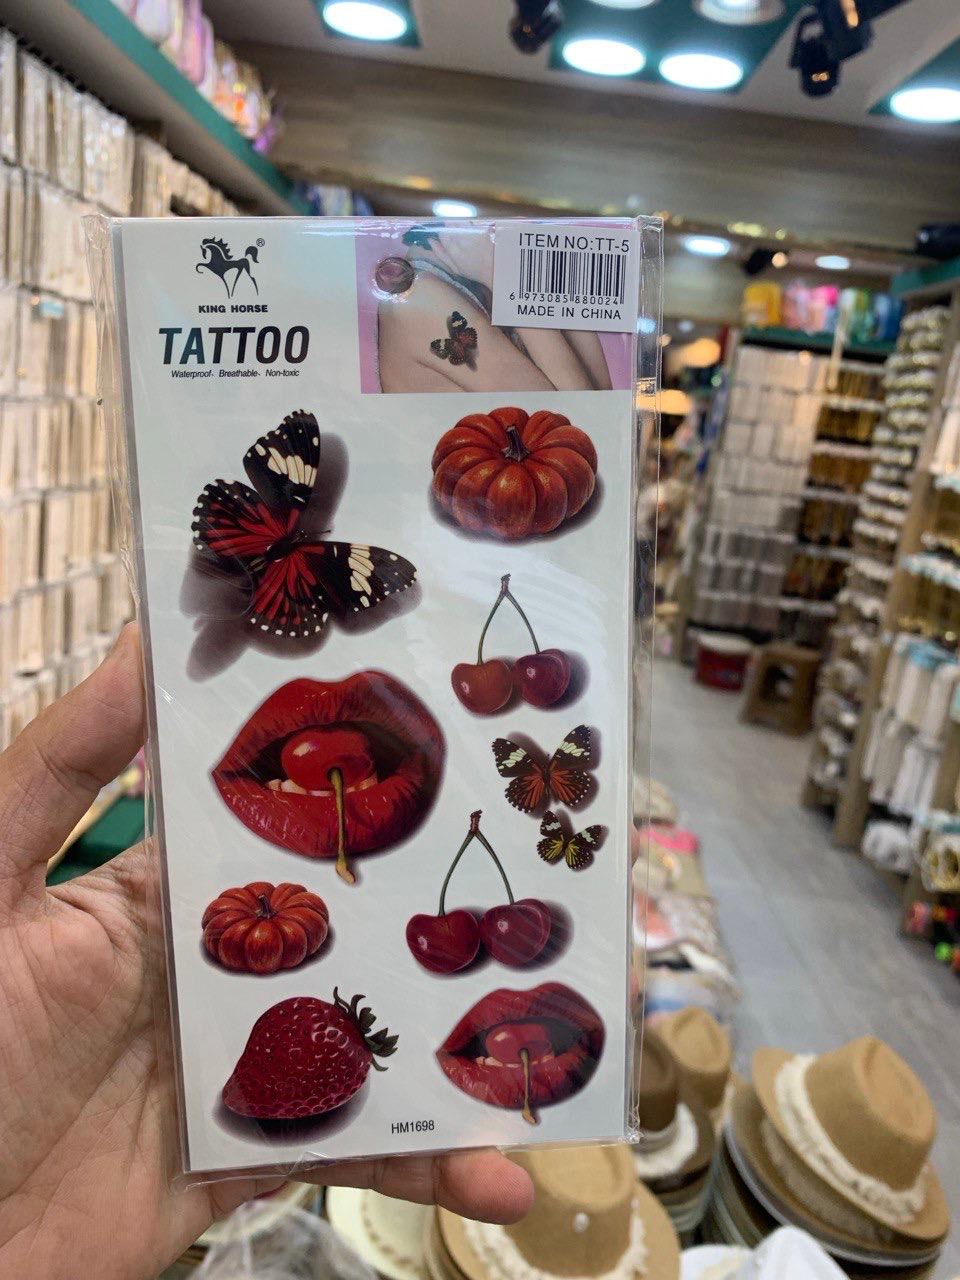 ®
KING HORSE
TATTOO
Waterproof、Breathable、Non-toxic
ITEM NO:TT-5
6 973085 880024
MADE IN CHINA
HM1698